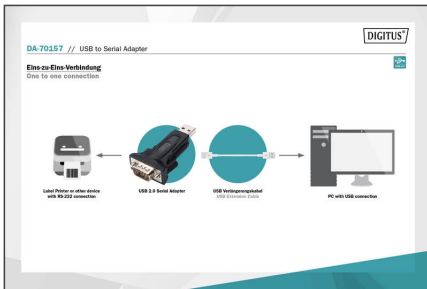 DIGITUS®
DA-70157 // USB to Serial Adapter
Eins-zu-Eins-Verbindung
One to one connection
Label Printer or other device
with RS-232 connection
USB 2.0 Serial Adapter
USB Verlängerungskabel
USB Extension Cable
PC with USB connection